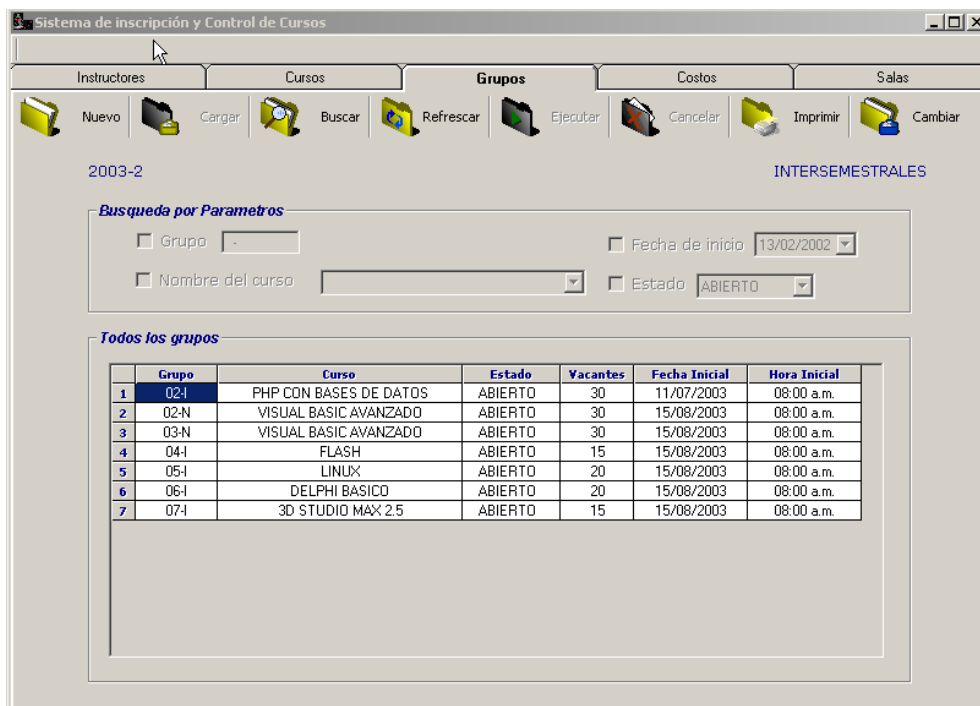 Sistema de inscripción y Control de Cursos
Instructores Cursos Grupos Costos Salas
Nuevo Cargar Buscar Refrescar Ejecutar Cancelar Imprimir Cambiar
2003-2 INTERSEMESTRALES
Busqueda por Parametros
Grupo - Fecha de inicio 13/02/2002
Nombre del curso Estado ABIERTO
Todos los grupos
Grupo Curso Estado Vacantes Fecha Inicial Hora Inicial
1 02-I PHP CON BASES DE DATOS ABIERTO 30 11/07/2003 08:00 a.m.
2 02-N VISUAL BASIC AVANZADO ABIERTO 30 15/08/2003 08:00 a.m.
3 03-N VISUAL BASIC AVANZADO ABIERTO 30 15/08/2003 08:00 a.m.
4 04-I FLASH ABIERTO 15 15/08/2003 08:00 a.m.
5 05-I LINUX ABIERTO 20 15/08/2003 08:00 a.m.
6 06-I DELPHI BASICO ABIERTO 20 15/08/2003 08:00 a.m.
7 07-I 3D STUDIO MAX 2.5 ABIERTO 15 15/08/2003 08:00 a.m.